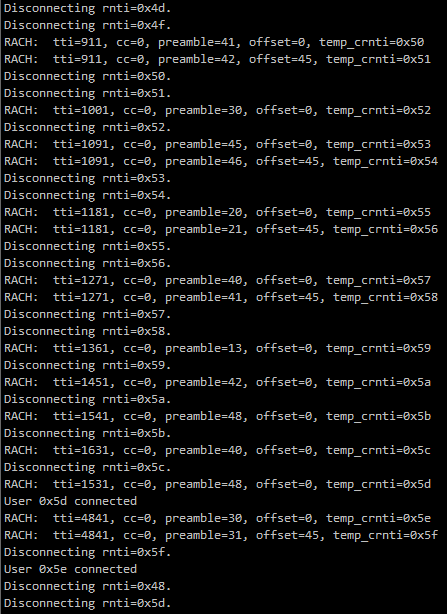 Disconnecting rnti=0x4d.
Disconnecting rnti=0x4f.
RACH:  tti=911, cc=0, preamble=41, offset=0, temp_crnti=0x50
RACH:  tti=911, cc=0, preamble=42, offset=45, temp_crnti=0x51
Disconnecting rnti=0x50.
Disconnecting rnti=0x51.
RACH:  tti=1001, cc=0, preamble=30, offset=0, temp_crnti=0x52
Disconnecting rnti=0x52.
RACH:  tti=1091, cc=0, preamble=45, offset=0, temp_crnti=0x53
RACH:  tti=1091, cc=0, preamble=46, offset=45, temp_crnti=0x54
Disconnecting rnti=0x53.
Disconnecting rnti=0x54.
RACH:  tti=1181, cc=0, preamble=20, offset=0, temp_crnti=0x55
RACH:  tti=1181, cc=0, preamble=21, offset=45, temp_crnti=0x56
Disconnecting rnti=0x55.
Disconnecting rnti=0x56.
RACH:  tti=1271, cc=0, preamble=40, offset=0, temp_crnti=0x57
RACH:  tti=1271, cc=0, preamble=41, offset=45, temp_crnti=0x58
Disconnecting rnti=0x57.
Disconnecting rnti=0x58.
RACH:  tti=1361, cc=0, preamble=13, offset=0, temp_crnti=0x59
Disconnecting rnti=0x59.
RACH:  tti=1451, cc=0, preamble=42, offset=0, temp_crnti=0x5a
Disconnecting rnti=0x5a.
RACH:  tti=1541, cc=0, preamble=48, offset=0, temp_crnti=0x5b
Disconnecting rnti=0x5b.
RACH:  tti=1631, cc=0, preamble=40, offset=0, temp_crnti=0x5c
Disconnecting rnti=0x5c.
RACH:  tti=1531, cc=0, preamble=48, offset=0, temp_crnti=0x5d
User 0x5d connected
RACH:  tti=4841, cc=0, preamble=30, offset=0, temp_crnti=0x5e
RACH:  tti=4841, cc=0, preamble=31, offset=45, temp_crnti=0x5f
Disconnecting rnti=0x5f.
User 0x5e connected
Disconnecting rnti=0x48.
Disconnecting rnti=0x5d.